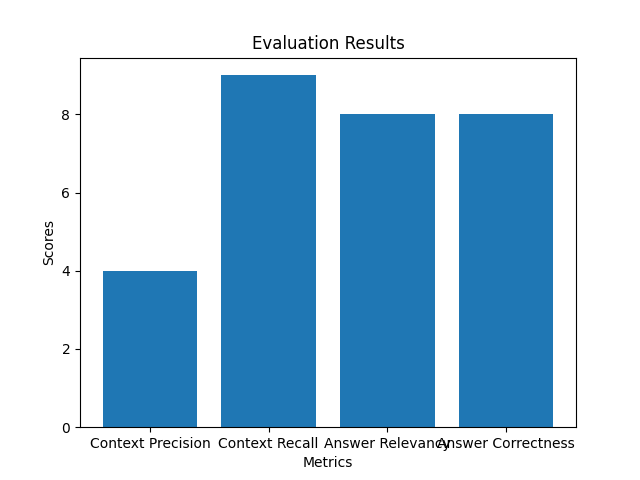 Evaluation Results
Scores
8
6
4
2
0
Context Precision
Context Recall
Answer Relevancy
Answer Correctness
Metrics